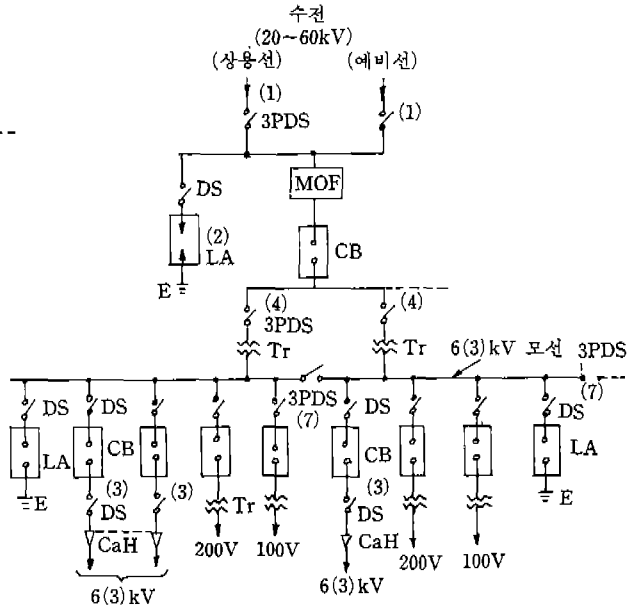 수전
(20~60kV)
(상용선)
(예비선)
(1)
3PDS
(1)
DS
MOF
(2)
LA
CB
E
(4)
3PDS
(4)
Tr
Tr
6(3)kV 모선
3PDS
(7)
3PDS
(7)
DS
DS
DS
DS
LA
CB
CB
LA
E
(3)
DS
(3)
Tr
(3)
DS
E
CaH
200V
100V
CaH
200V
100V
6(3)kV
6(3)kV